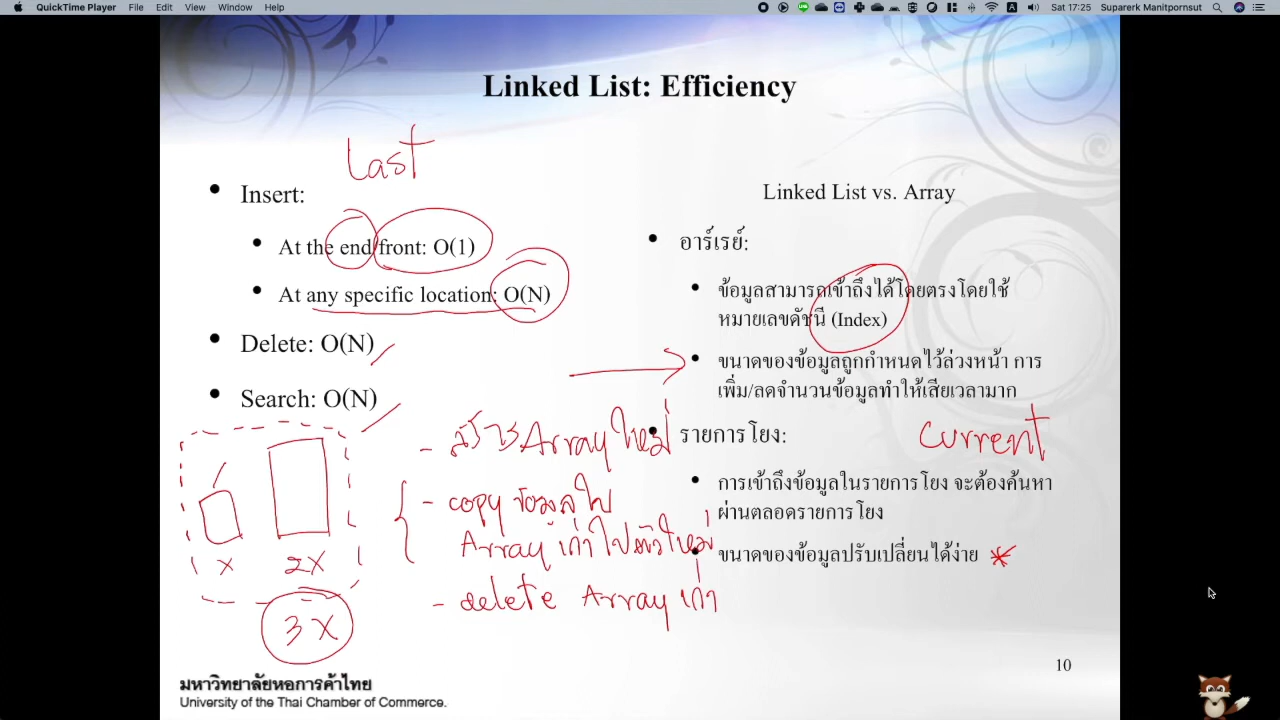 QuickTime Player File Edit View Window Help
Sat 17:25 Suparerk Manitpornsut
Linked List: Efficiency
Last
Insert:
At the end/front: O(1)
At any specific location: O(N)
Delete: O(N)
Search: O(N)
x
2x
3x
- สร้าง Array ใหม่
- copy ข้อมูลใน
Array เก่าไปตัวใหม่
- delete Array เก่า
Linked List vs. Array
อาร์เรย์:
ข้อมูลสามารถเข้าถึงได้โดยตรงโดยใช้
หมายเลขดัชนี (Index)
ขนาดของข้อมูลถูกกำหนดไว้ล่วงหน้า การ
เพิ่ม/ลดจำนวนข้อมูลทำให้เสียเวลามาก
รายการโยง:
current
การเข้าถึงข้อมูลในรายการโยง จะต้องค้นหา
ผ่านตลอดรายการโยง
ขนาดของข้อมูลปรับเปลี่ยนได้ง่าย
10
มหาวิทยาลัยหอการค้าไทย
University of the Thai Chamber of Commerce.